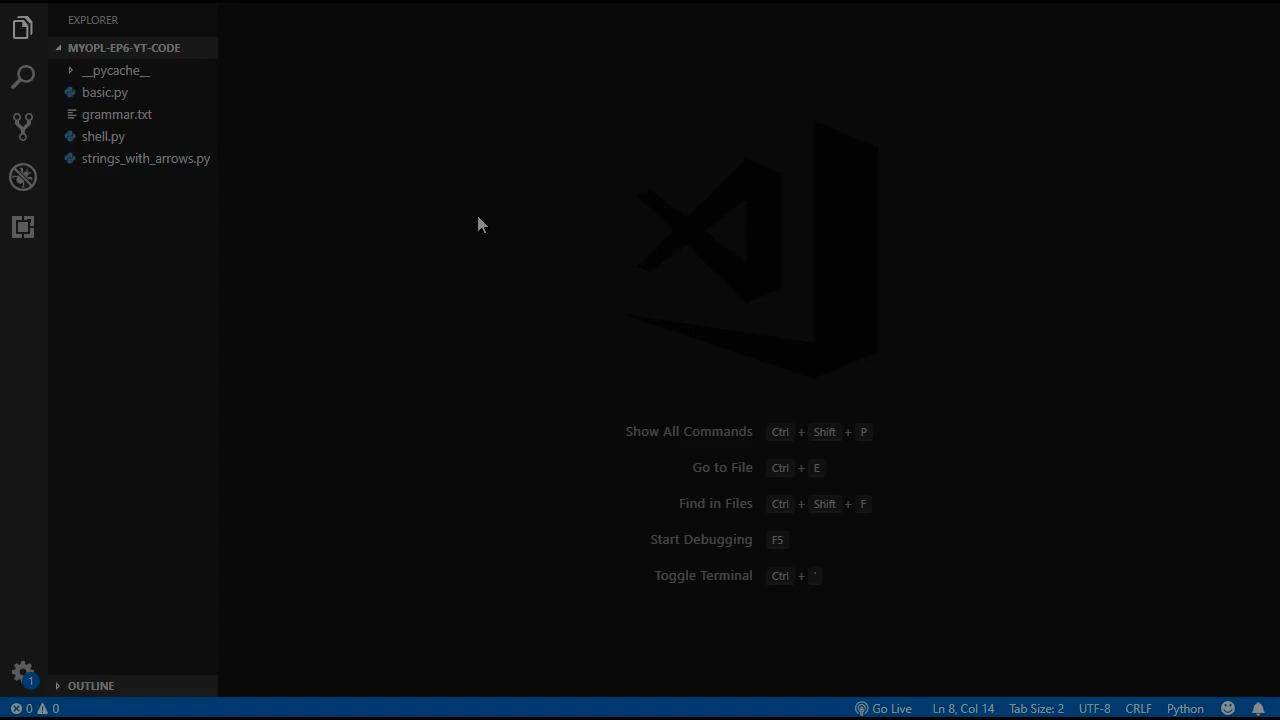 EXPLORER
MYOPL-EP6-YT-CODE
__pycache__
basic.py
grammar.txt
shell.py
strings_with_arrows.py
Show All Commands Ctrl + Shift + P
Go to File Ctrl + E
Find in Files Ctrl + Shift + F
Start Debugging F5
Toggle Terminal Ctrl + '
1
OUTLINE
0 0 Go Live Ln 8, Col 14 Tab Size: 2 UTF-8 CRLF Python